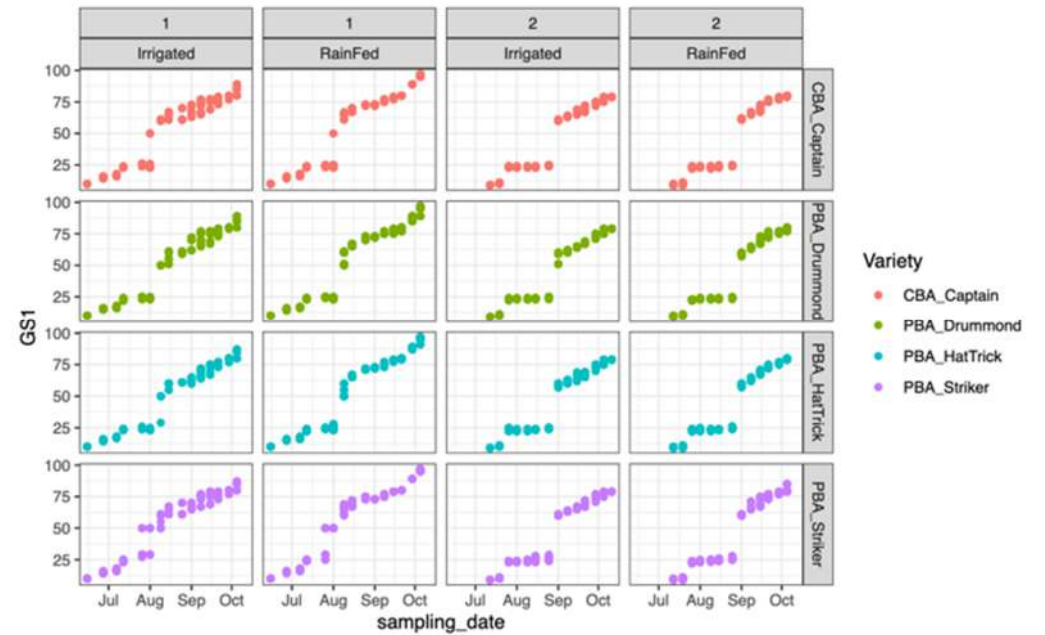 1 1 2 2
Irrigated RainFed Irrigated RainFed
100
75
50
25
CBA_Captain
100
75
50
25
PBA_Drummond
100
75
50
25
PBA_HatTrick
100
75
50
25
PBA_Striker
GS1
Jul Aug Sep Oct Jul Aug Sep Oct Jul Aug Sep Oct Jul Aug Sep Oct
sampling_date
Variety
CBA_Captain
PBA_Drummond
PBA_HatTrick
PBA_Striker